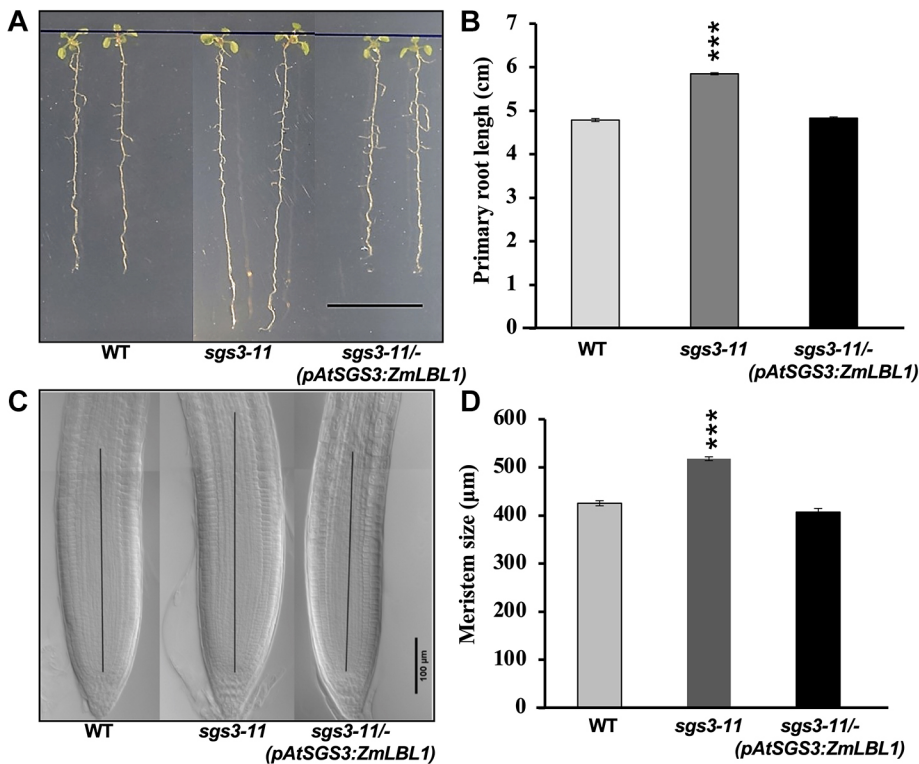 A
WT
sgs3-11
sgs3-11/-
(pAtSGS3:ZmLBL1)
B
Primary root lengh (cm)
7
6
5
4
3
2
1
0
***
WT
sgs3-11
sgs3-11/-
(pAtSGS3:ZmLBL1)
C
100 µm
WT
sgs3-11
sgs3-11/-
(pAtSGS3:ZmLBL1)
D
Meristem size (µm)
600
500
400
300
200
100
0
***
WT
sgs3-11
sgs3-11/-
(pAtSGS3:ZmLBL1)